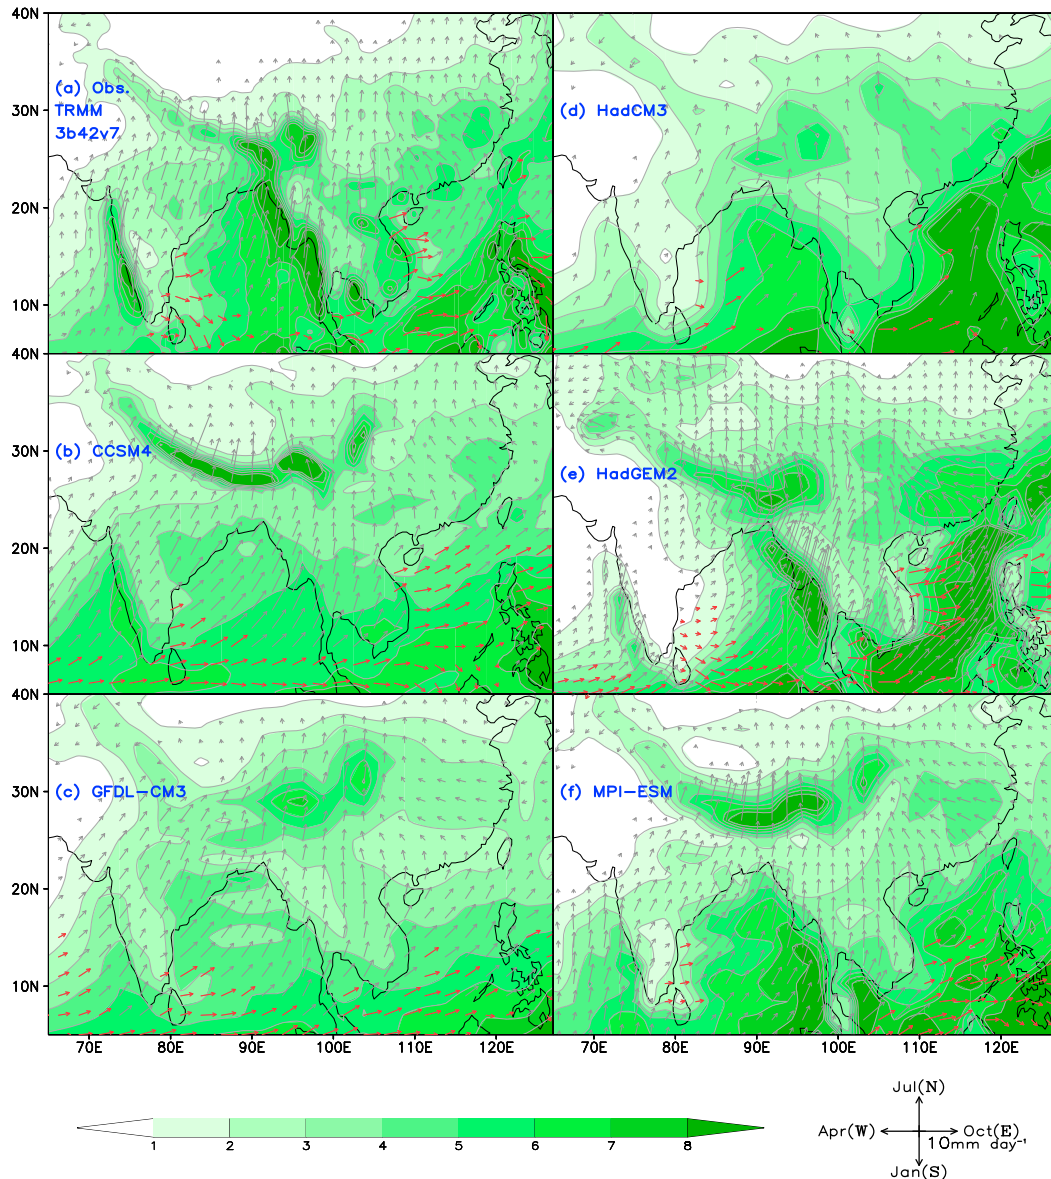 40N
30N
20N
10N
(a) Obs.
TRMM
3b42v7
(d) HadCM3
40N
30N
20N
10N
(b) CCSM4
(e) HadGEM2
40N
30N
20N
10N
(c) GFDL-CM3
(f) MPI-ESM
70E 80E 90E 100E 110E 120E
70E 80E 90E 100E 110E 120E
1 2 3 4 5 6 7 8
Jul(N)
Apr(W) Oct(E)
10mm day⁻¹
Jan(S)